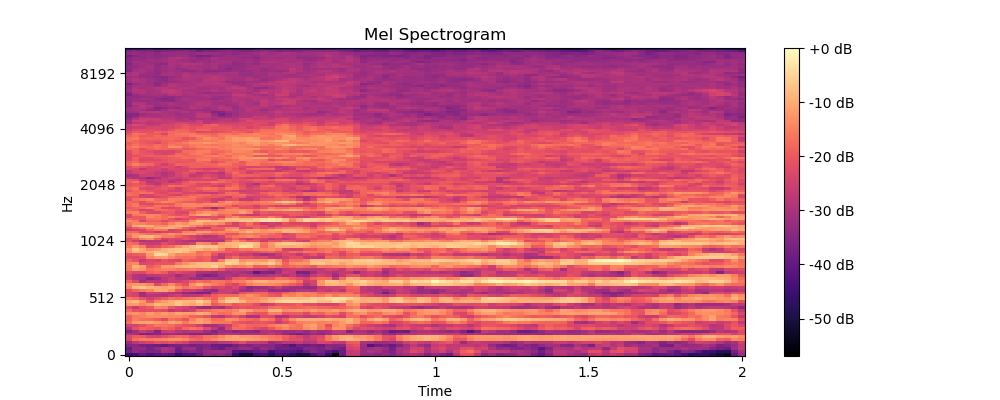 Mel Spectrogram
8192
4096
2048
1024
512
0
Hz
0
0.5
1
1.5
2
Time
+0 dB
-10 dB
-20 dB
-30 dB
-40 dB
-50 dB